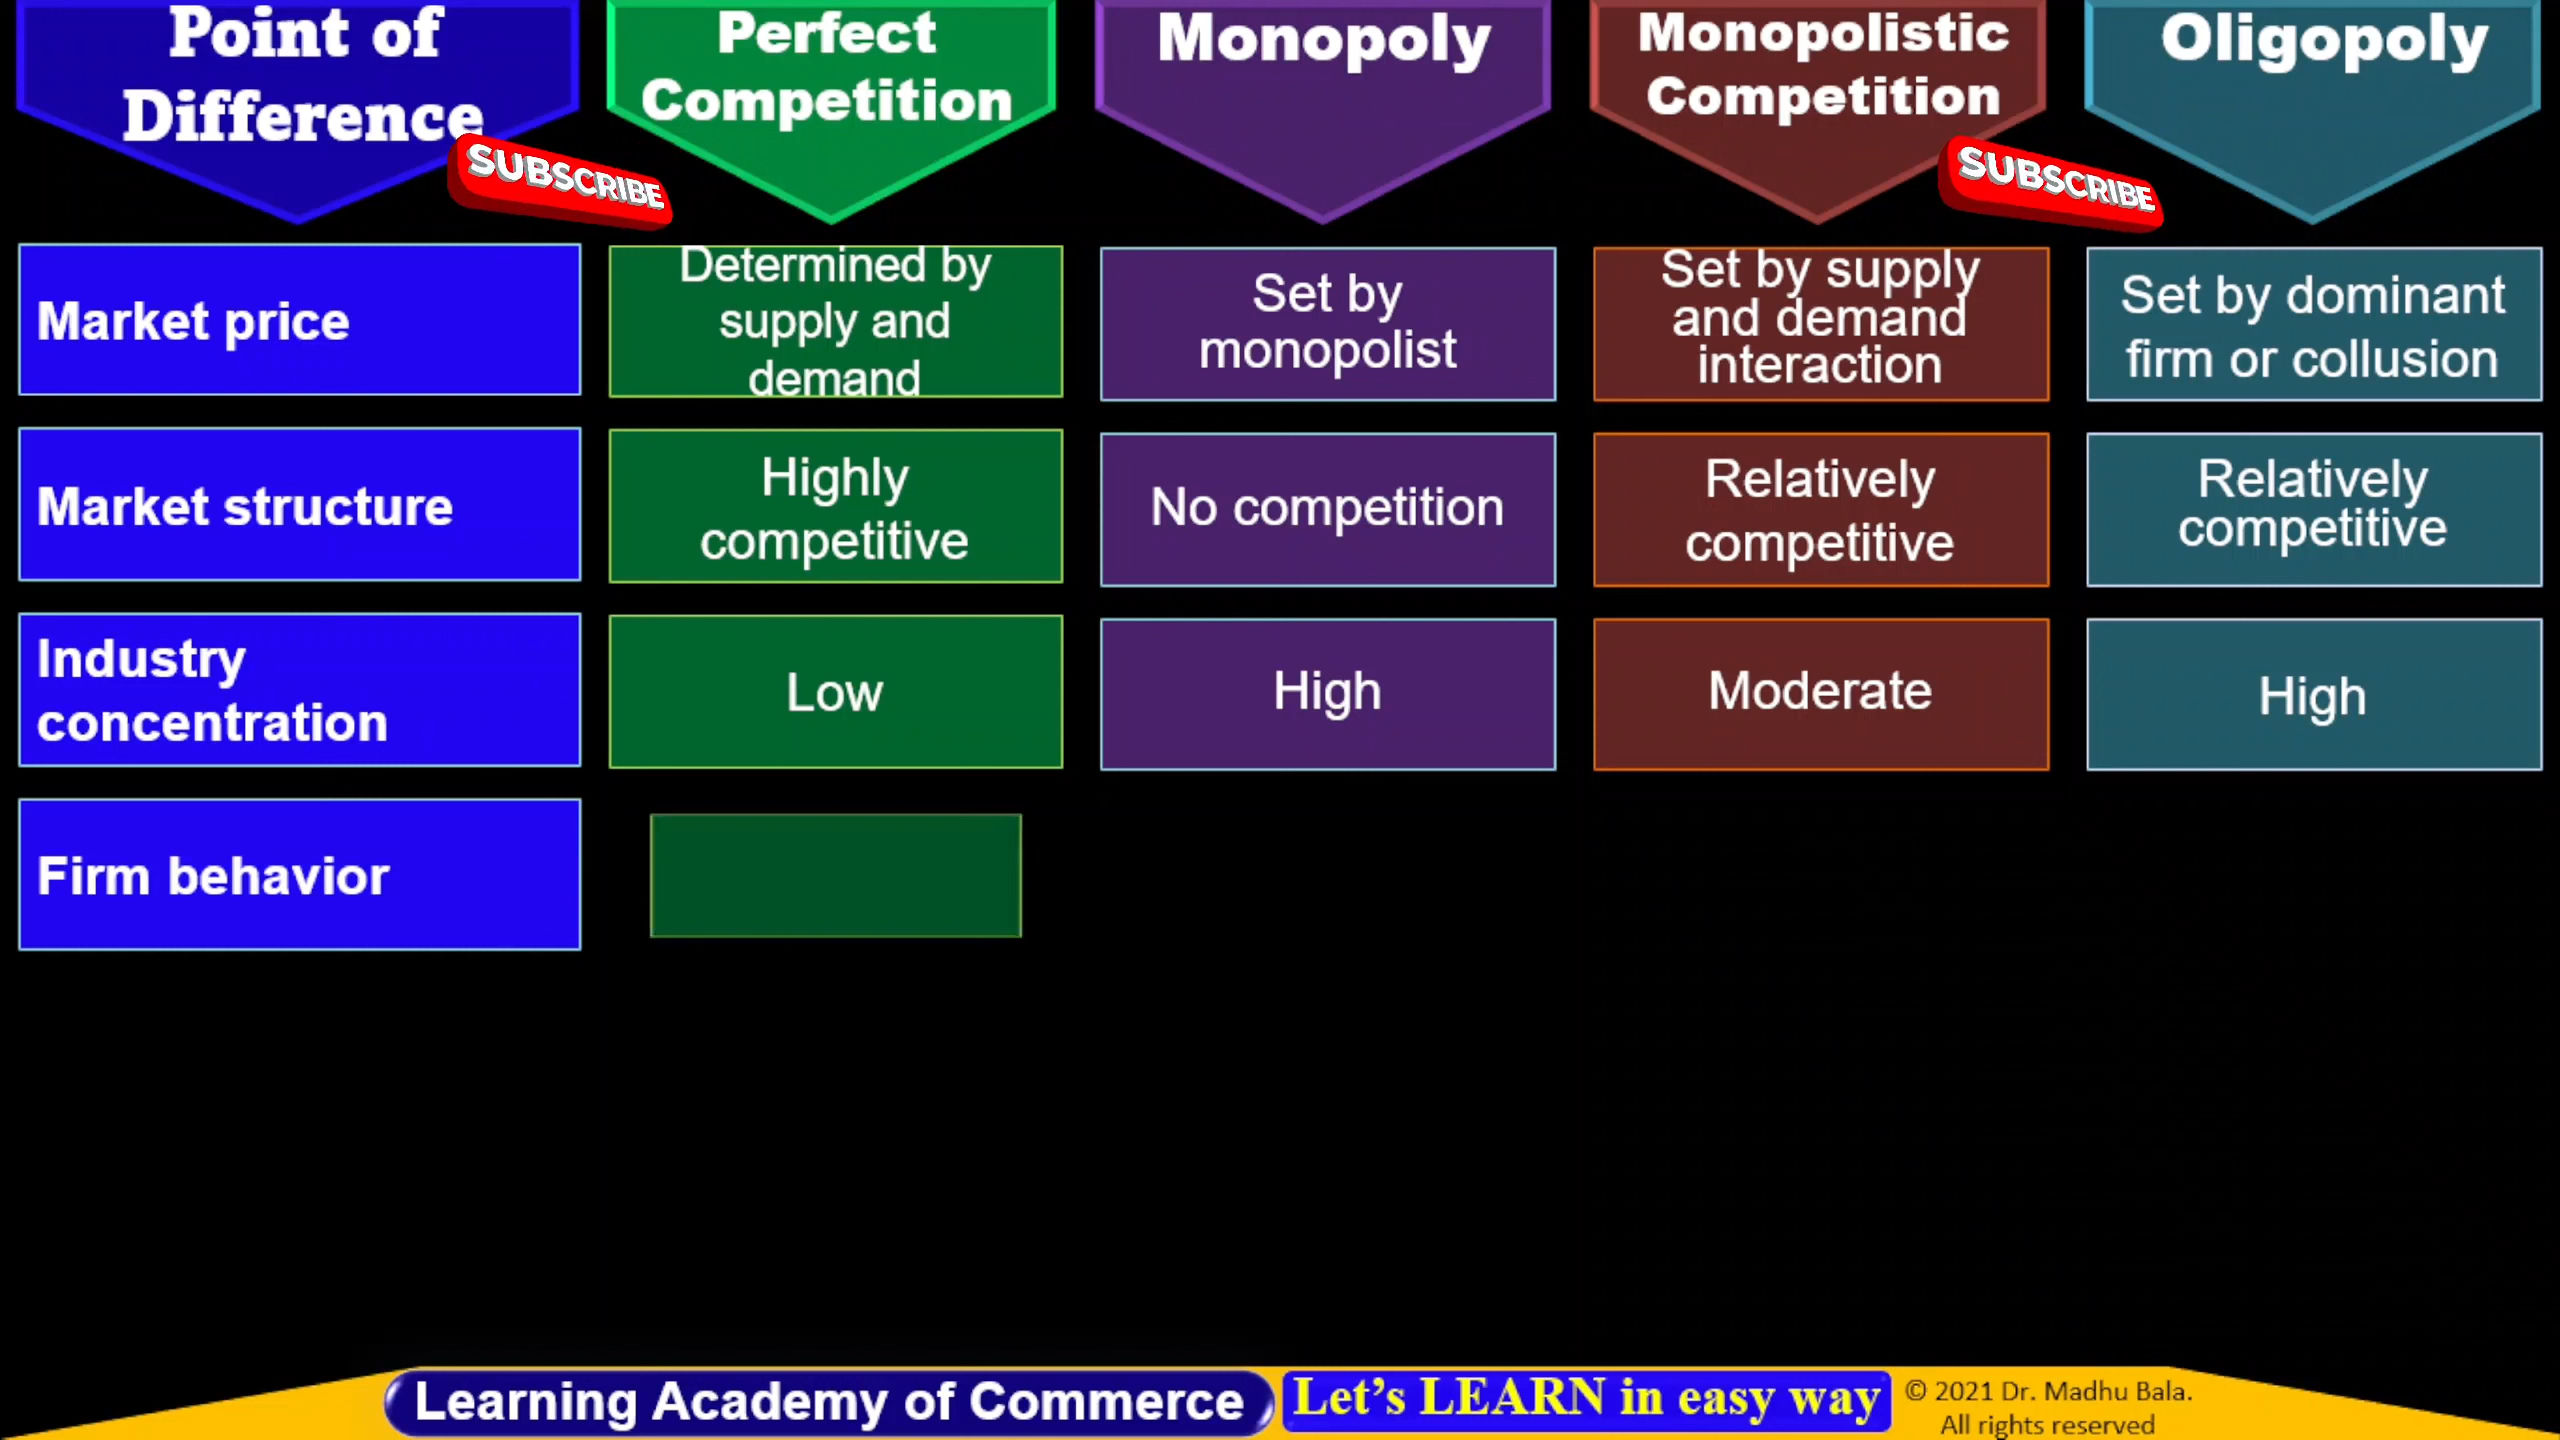 Point of
Difference
Perfect
Competition
Monopoly
Monopolistic
Competition
Oligopoly
SUBSCRIBE
SUBSCRIBE
Market price
Determined by
supply and
demand
Set by
monopolist
Set by supply
and demand
interaction
Set by dominant
firm or collusion
Market structure
Highly
competitive
No competition
Relatively
competitive
Relatively
competitive
Industry
concentration
Low
High
Moderate
High
Firm behavior
Learning Academy of Commerce
Let's LEARN in easy way
© 2021 Dr. Madhu Bala.
All rights reserved